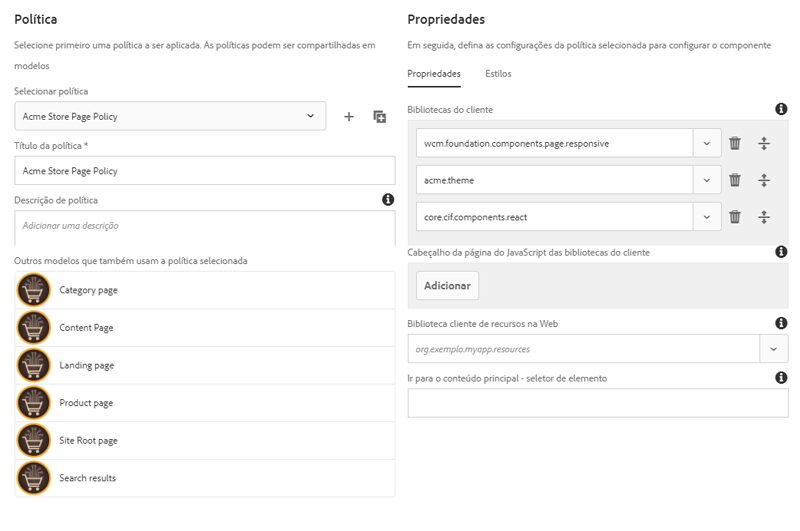 Política
Selecione primeiro uma política a ser aplicada. As políticas podem ser compartilhadas em
modelos
Selecionar política
Acme Store Page Policy
Título da política *
Acme Store Page Policy
Descrição de política
Adicionar uma descrição
Outros modelos que também usam a política selecionada
Category page
Content Page
Landing page
Product page
Site Root page
Search results
Propriedades
Em seguida, defina as configurações da política selecionada para configurar o componente
Propriedades
Estilos
Bibliotecas do cliente
wcm.foundation.components.page.responsive
acme.theme
core.cif.components.react
Cabeçalho da página do JavaScript das bibliotecas do cliente
Adicionar
Biblioteca cliente de recursos na Web
org.exemplo.myapp.resources
Ir para o conteúdo principal - seletor de elemento